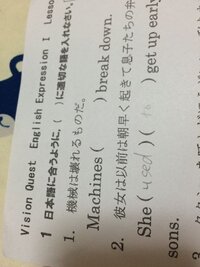 Vision Quest English Expression I Lesso
1 日本語に合うように, ( )に適切な語を入れなさい。
1. 機械は壊れるものだ。
Machines ( ) break down.
2. 彼女は以前は朝早く起きて息子たちの弁
She ( used ) ( to ) get up early
sons.